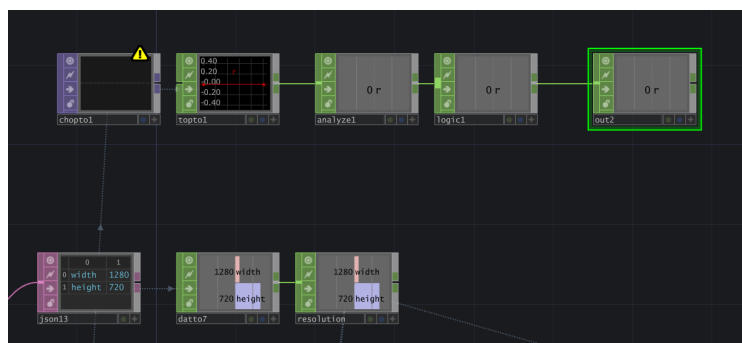 0.40
0.20
-0.00
-0.20
-0.40
r
0 r
0 r
0 r
chopto1
topto1
analyze1
logic1
out2
0 1
0 width 1280
1 height 720
1280 width
720 height
1280 width
720 height
json13
datto7
resolution